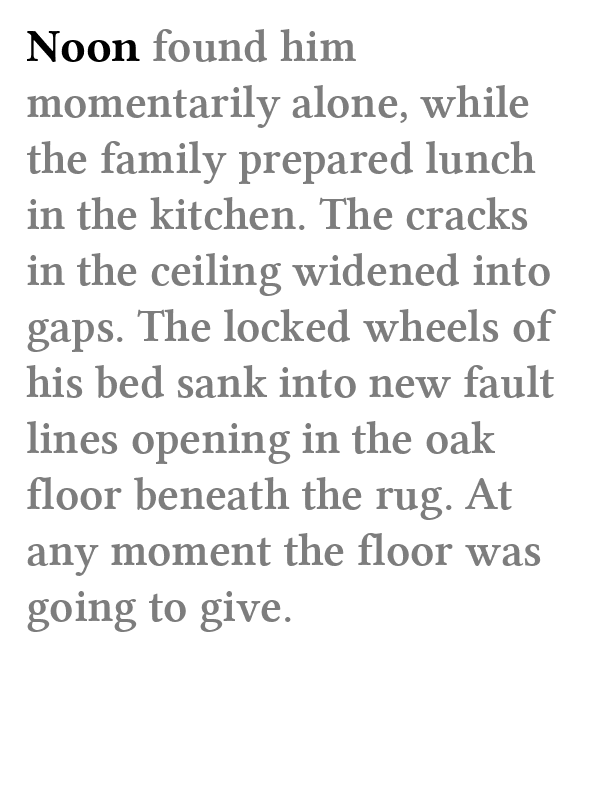 Noon found him
momentarily alone, while
the family prepared lunch
in the kitchen. The cracks
in the ceiling widened into
gaps. The locked wheels of
his bed sank into new fault
lines opening in the oak
floor beneath the rug. At
any moment the floor was
going to give.